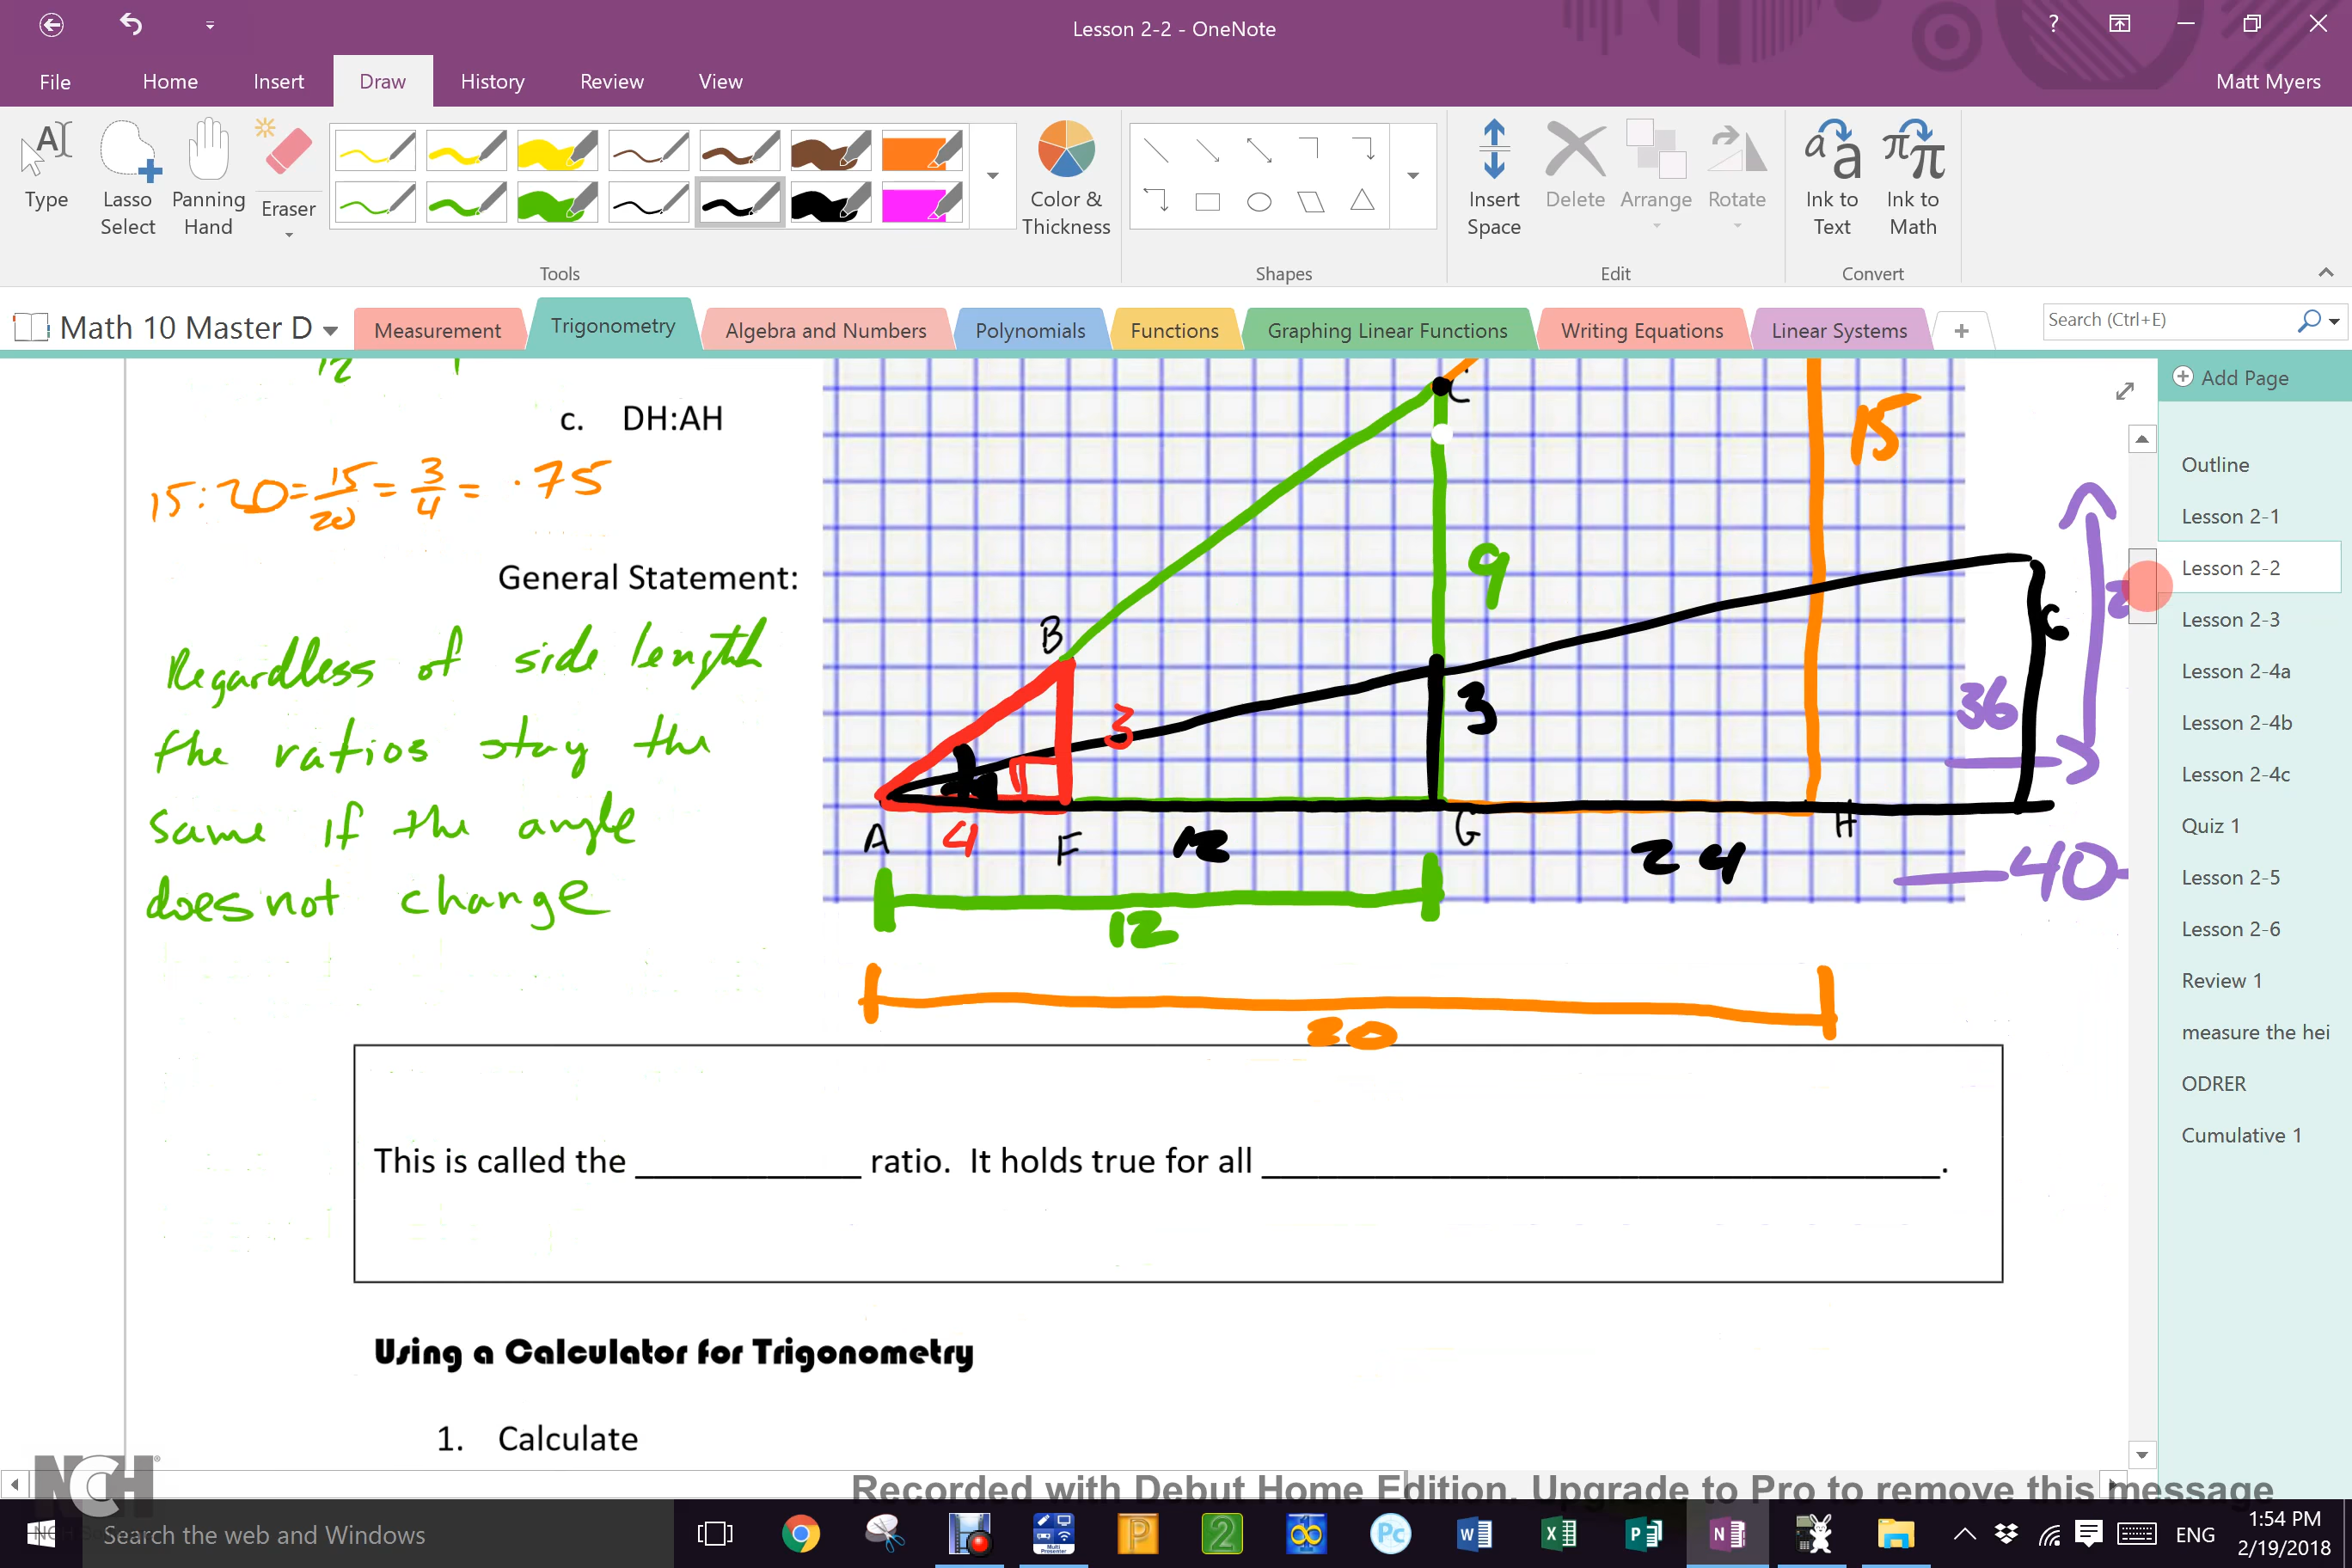 Lesson 2-2 - OneNote
?
File Home Insert Draw History Review View
Matt Myers
Type
Lasso Select
Panning Hand
Eraser
Color & Thickness
Insert Space
Delete
Arrange
Rotate
Ink to Text
Ink to Math
Tools
Shapes
Edit
Convert
Math 10 Master D
Measurement Trigonometry Algebra and Numbers Polynomials Functions Graphing Linear Functions Writing Equations Linear Systems +
Search (Ctrl+E)
Add Page
Outline
Lesson 2-1
Lesson 2-2
Lesson 2-3
Lesson 2-4a
Lesson 2-4b
Lesson 2-4c
Quiz 1
Lesson 2-5
Lesson 2-6
Review 1
measure the hei
ODRER
Cumulative 1
12
c. DH:AH
15:20 = 15/20 = 3/4 = .75
General Statement:
Regardless of side length
the ratios stay the
same if the angle
does not change
C
15
9
B
3
3
6
36
A 4 F 12 G 24 H
40
12
20
This is called the ____________ ratio. It holds true for all ____________________________________.
Using a Calculator for Trigonometry
1. Calculate
NCH
Recorded with Debut Home Edition. Upgrade to Pro to remove this message
Search the web and Windows
ENG
1:54 PM
2/19/2018